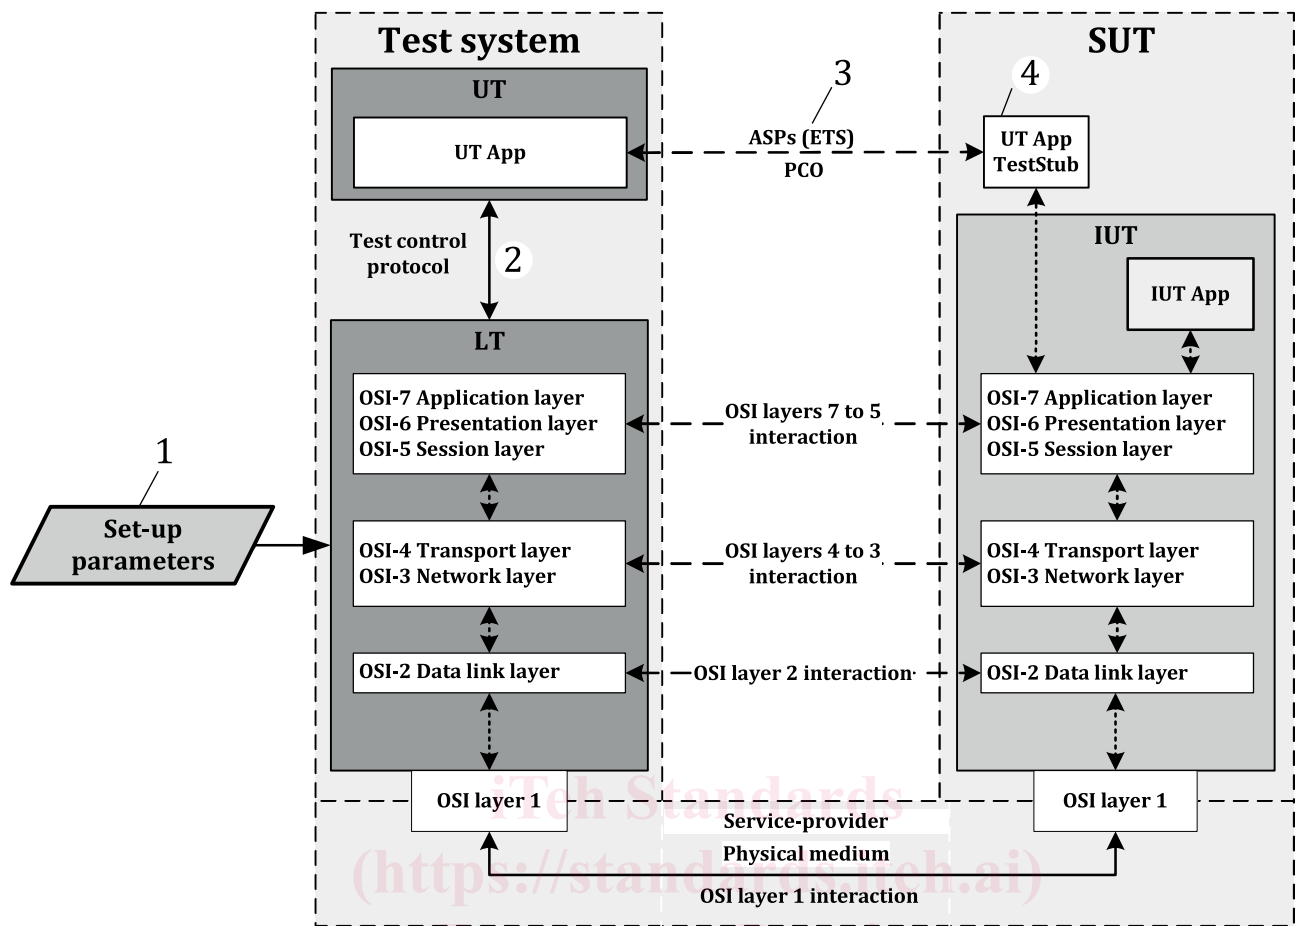 Test system
SUT
UT
3
4
UT App
ASPs (ETS)
PCO
UT App
TestStub
Test control
protocol
2
IUT
IUT App
LT
OSI-7 Application layer
OSI-6 Presentation layer
OSI-5 Session layer
OSI layers 7 to 5
interaction
OSI-7 Application layer
OSI-6 Presentation layer
OSI-5 Session layer
1
Set-up
parameters
OSI-4 Transport layer
OSI-3 Network layer
OSI layers 4 to 3
interaction
OSI-4 Transport layer
OSI-3 Network layer
OSI-2 Data link layer
OSI layer 2 interaction
OSI-2 Data link layer
iTeh Standards
OSI layer 1
OSI layer 1
Service-provider
Physical medium
(https://standards.iteh.ai)
OSI layer 1 interaction